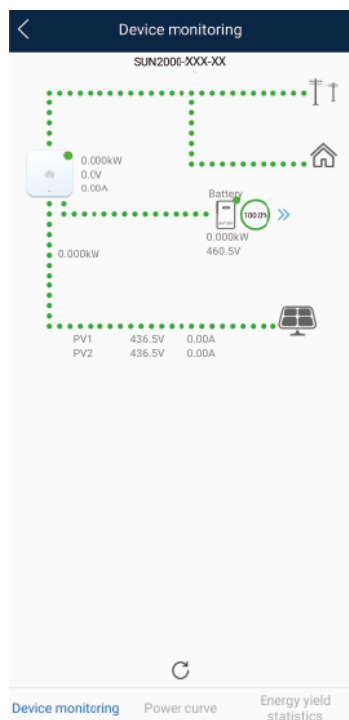 Device monitoring
SUN2000-XXX-XX
0.000kW
0.0V
0.00A
Battery
100.0%
0.000kW
460.5V
0.000kW
PV1 436.5V 0.00A
PV2 436.5V 0.00A
Device monitoring Power curve Energy yield
statistics